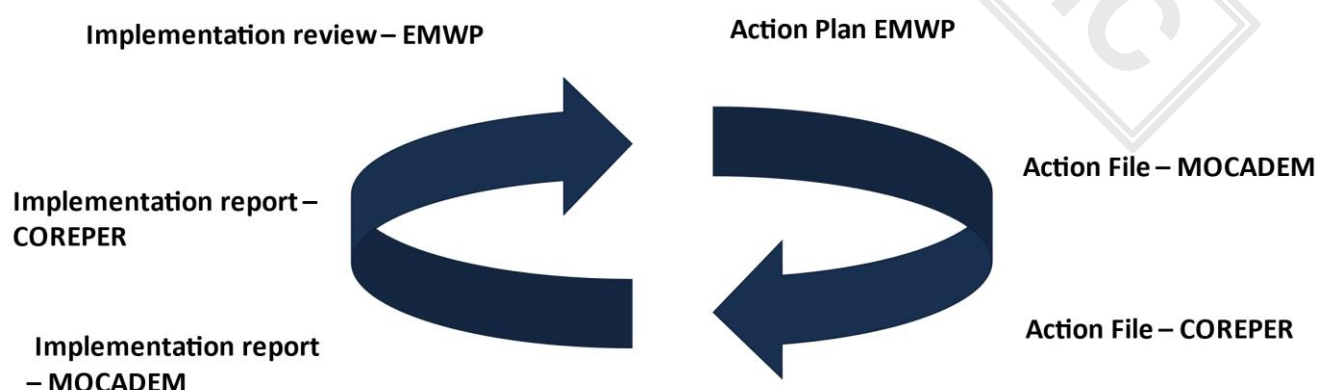 Implementation review – EMWP
Action Plan EMWP
Action File – MOCADEM
Implementation report –
COREPER
Action File – COREPER
Implementation report
– MOCADEM